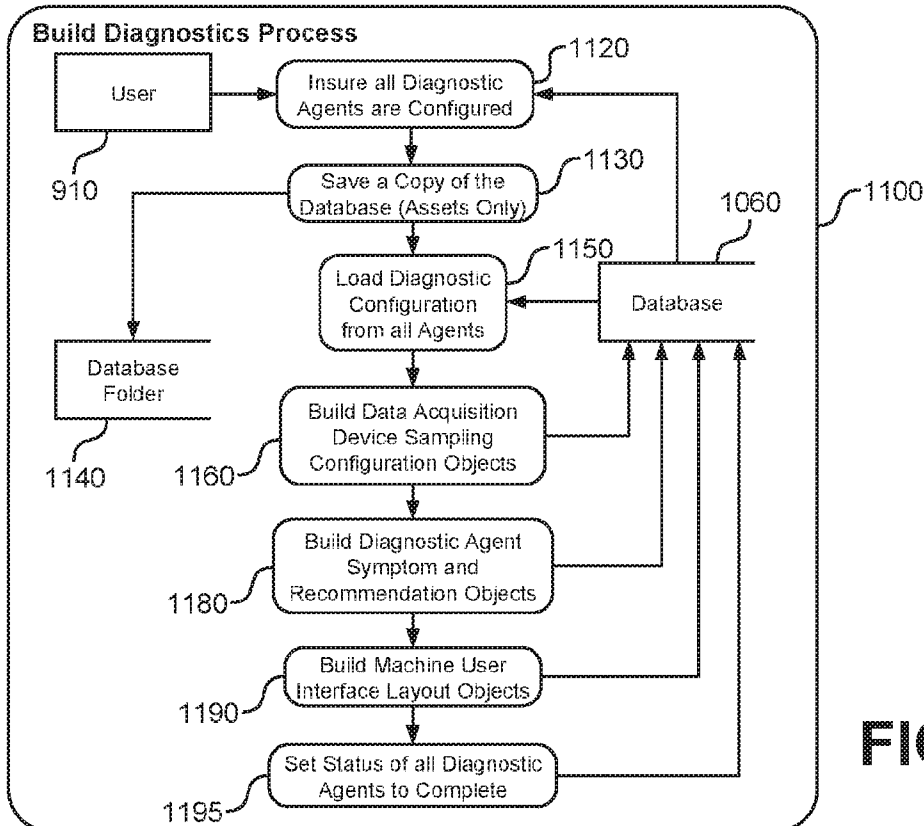 Build Diagnostics Process
User
910
Insure all Diagnostic
Agents are Configured
1120
Save a Copy of the
Database (Assets Only)
1130
1100
1060
Load Diagnostic
Configuration
from all Agents
1150
Database
Database
Folder
1140
Build Data Acquisition
Device Sampling
Configuration Objects
1160
Build Diagnostic Agent
Symptom and
Recommendation Objects
1180
Build Machine User
Interface Layout Objects
1190
Set Status of all Diagnostic
Agents to Complete
1195